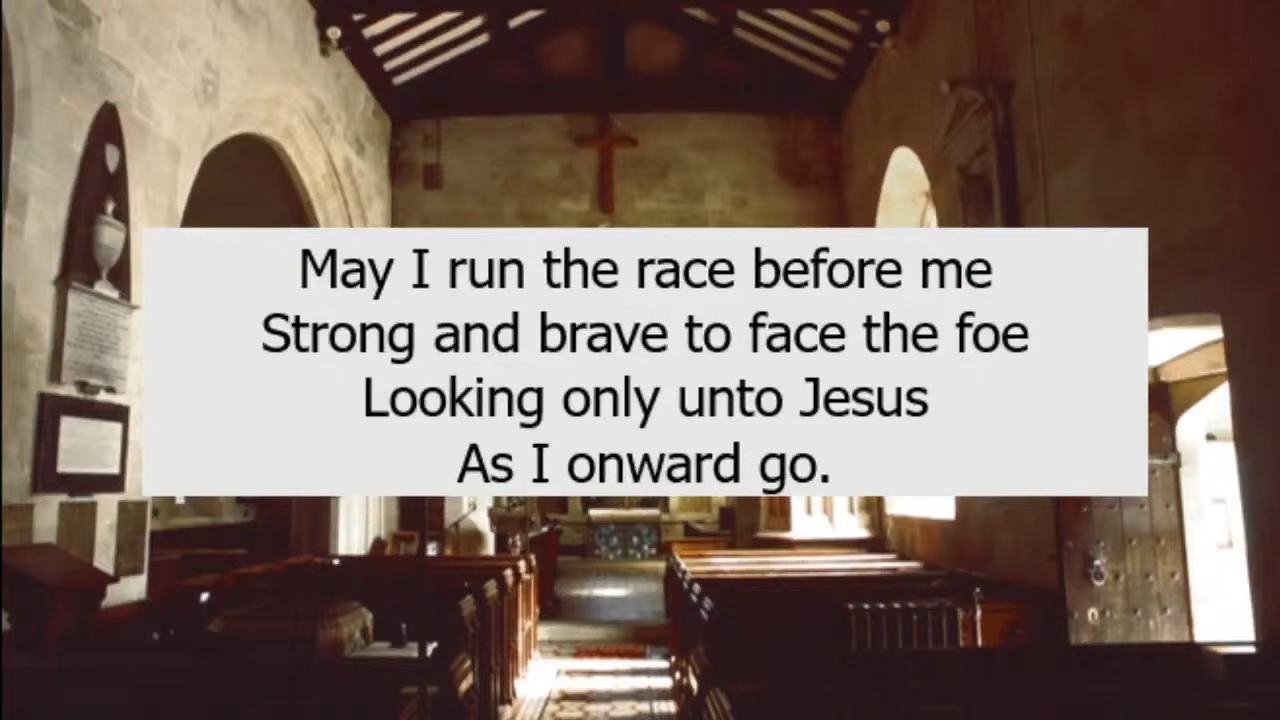 May I run the race before me
Strong and brave to face the foe
Looking only unto Jesus
As I onward go.